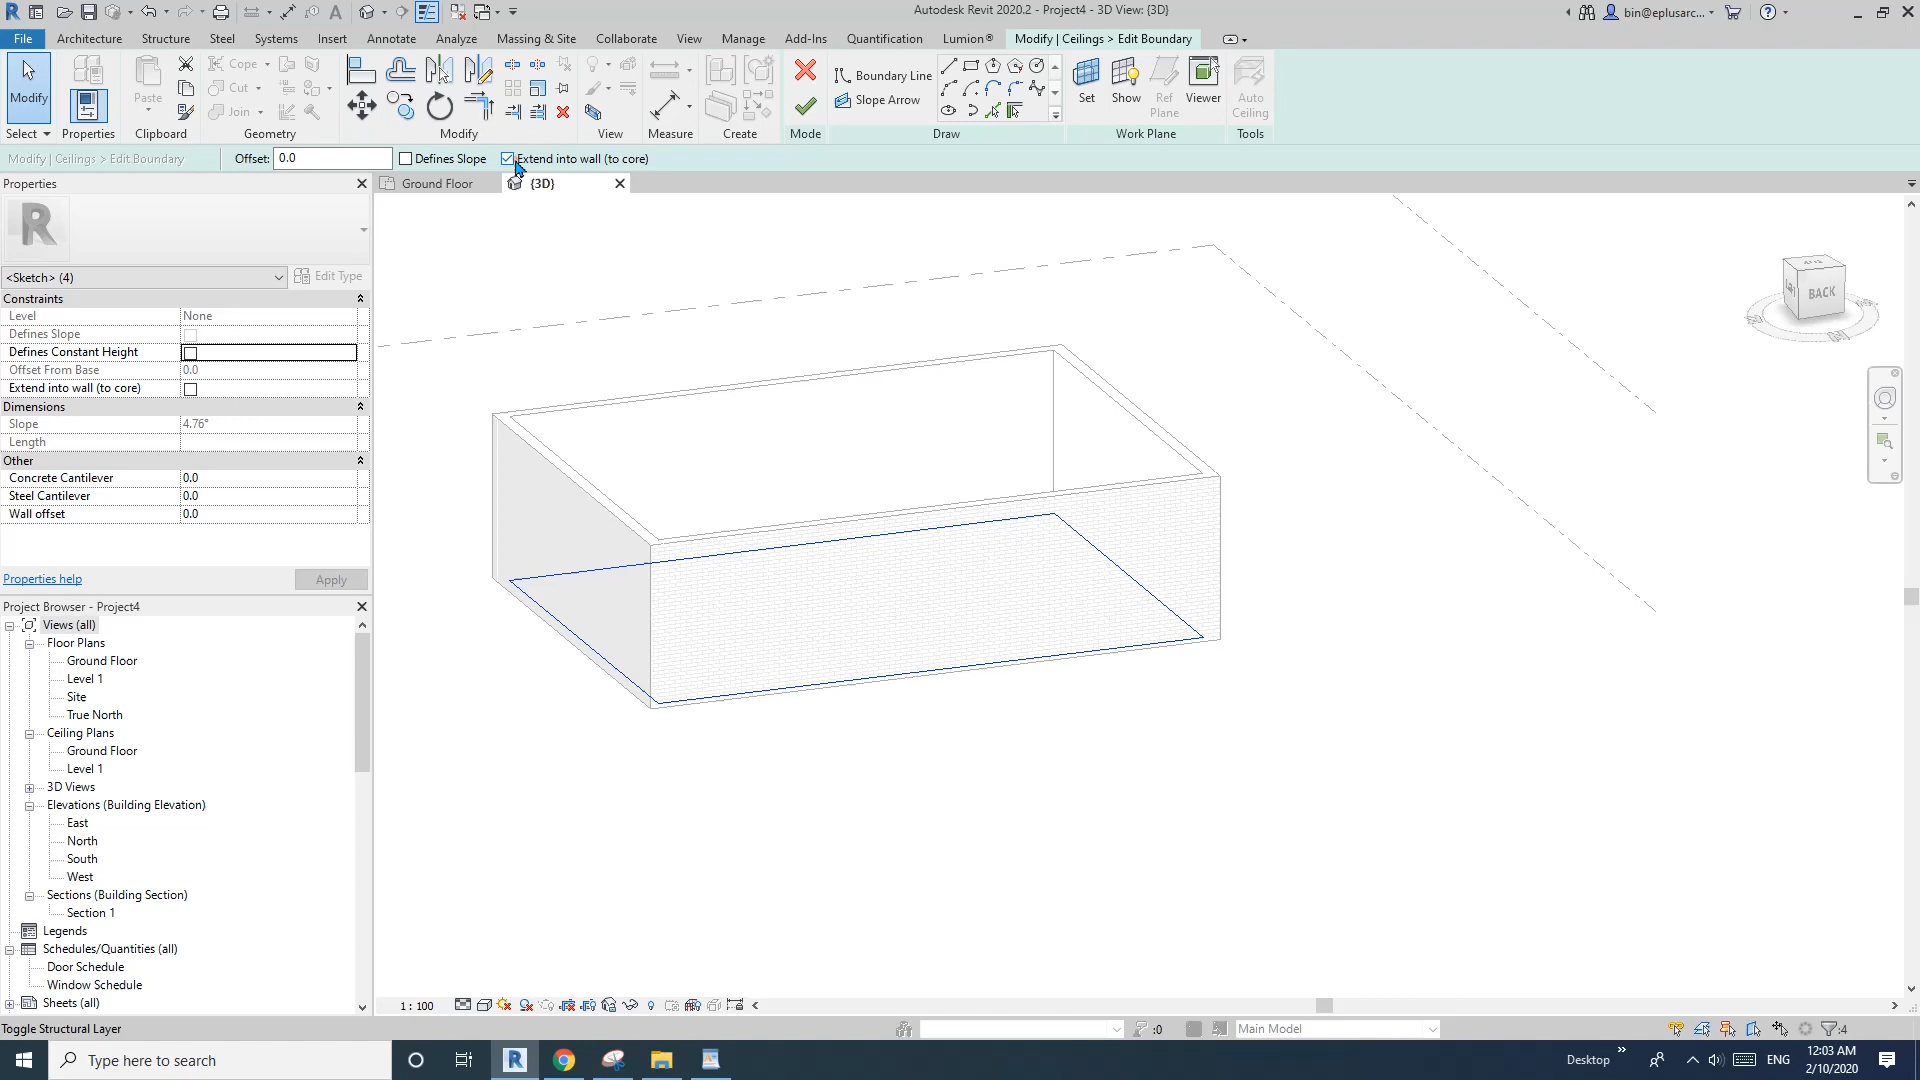 Autodesk Revit 2020.2 - Project4 - 3D View: {3D}
bin@eplusarc...
File Architecture Structure Steel Systems Insert Annotate Analyze Massing & Site Collaborate View Manage Add-Ins Quantification Lumion® Modify | Ceilings > Edit Boundary
Modify
Paste
Cope
Cut
Join
Boundary Line
Slope Arrow
Set
Show
Ref Plane
Viewer
Auto Ceiling
Select Properties Clipboard Geometry Modify View Measure Create Mode Draw Work Plane Tools
Modify | Ceilings > Edit Boundary Offset: 0.0 Defines Slope Extend into wall (to core)
Properties
Ground Floor
{3D}
<Sketch> (4)
Edit Type
Constraints
Level None
Defines Slope
Defines Constant Height
Offset From Base 0.0
Extend into wall (to core)
Dimensions
Slope 4.76°
Length
Other
Concrete Cantilever 0.0
Steel Cantilever 0.0
Wall offset 0.0
Properties help
Apply
BACK
Project Browser - Project4
Views (all)
Floor Plans
Ground Floor
Level 1
Site
True North
Ceiling Plans
Ground Floor
Level 1
3D Views
Elevations (Building Elevation)
East
North
South
West
Sections (Building Section)
Section 1
Legends
Schedules/Quantities (all)
Door Schedule
Window Schedule
Sheets (all)
1 : 100
Toggle Structural Layer
:0
Main Model
:4
Type here to search
Desktop
ENG
12:03 AM
2/10/2020